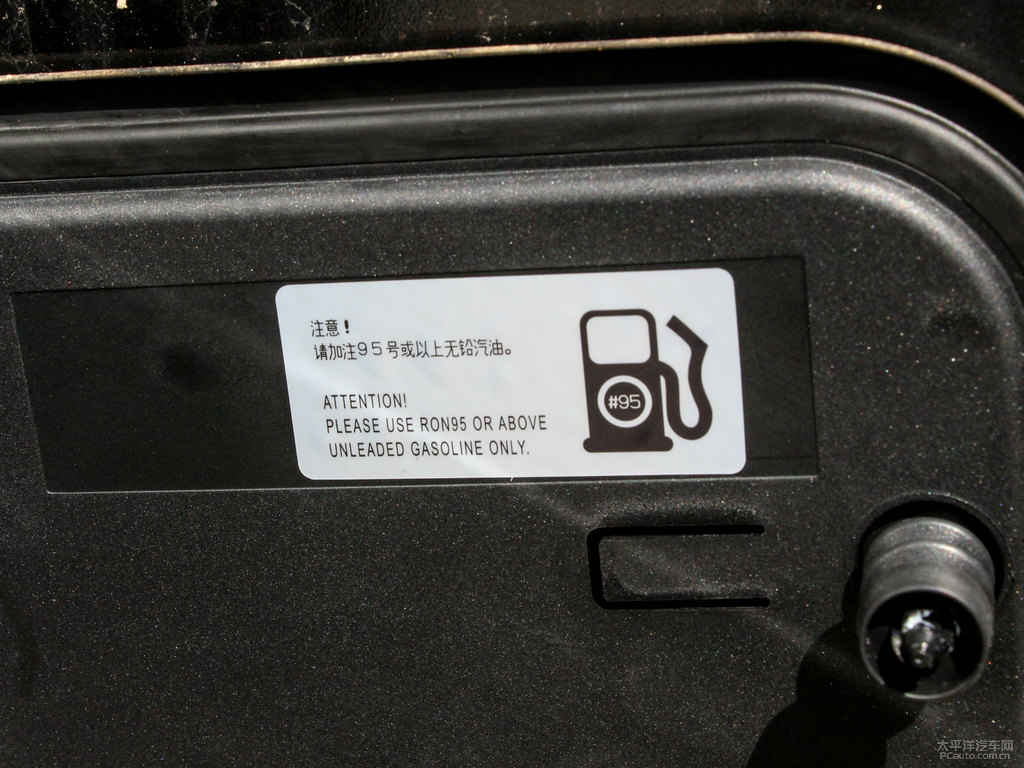 注意！
请加注95号或以上无铅汽油。
ATTENTION!
PLEASE USE RON95 OR ABOVE
UNLEADED GASOLINE ONLY.
#95
太平洋汽车网
PCauto.com.cn